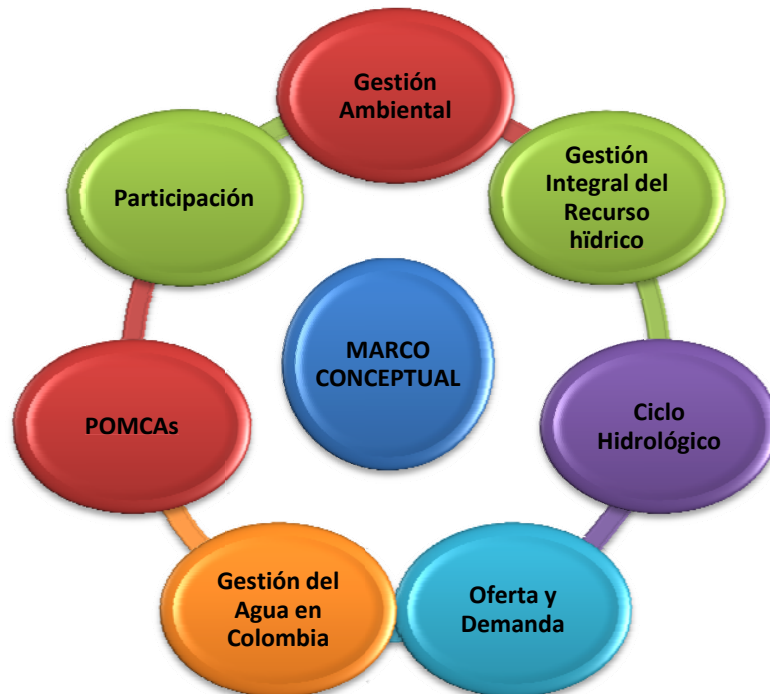 Gestión
Ambiental
Gestión
Integral del
Recurso
hïdrico
Ciclo
Hidrológico
Oferta y
Demanda
Gestión del
Agua en
Colombia
POMCAs
Participación
MARCO
CONCEPTUAL